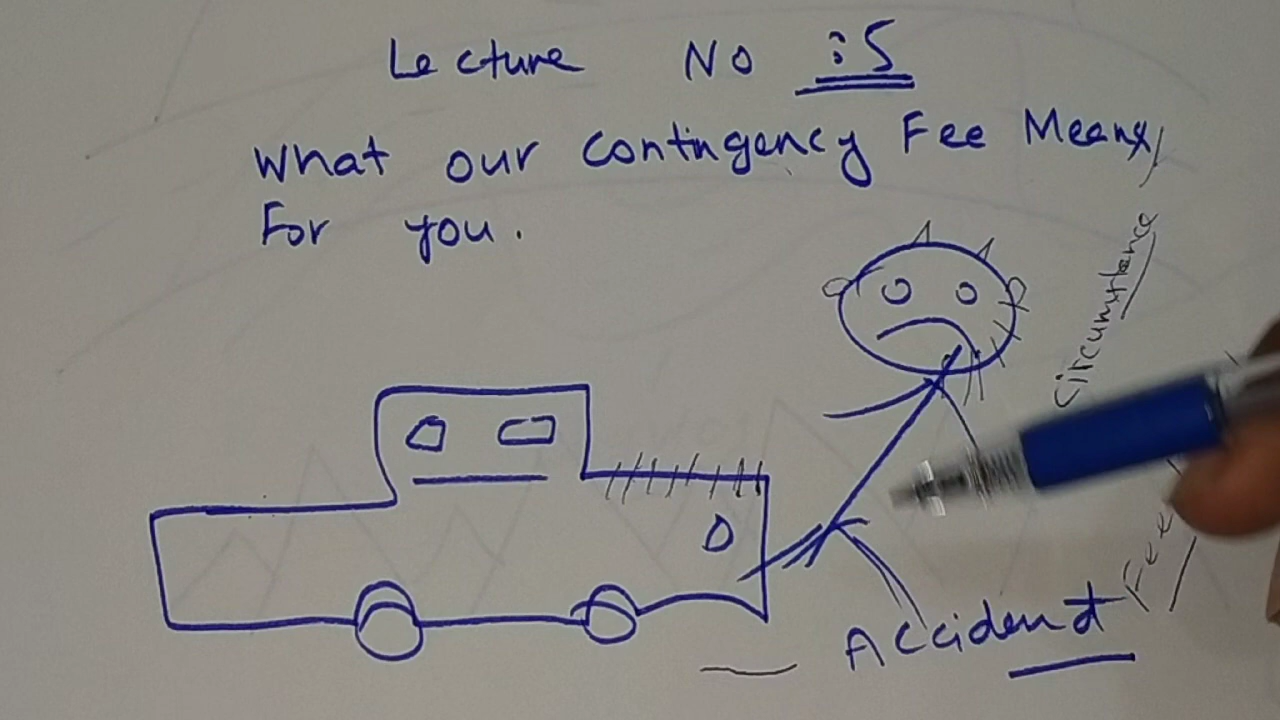 Lecture No :5
What our Contingency Fee Means
For you.
Circumstance
Fee
Accident